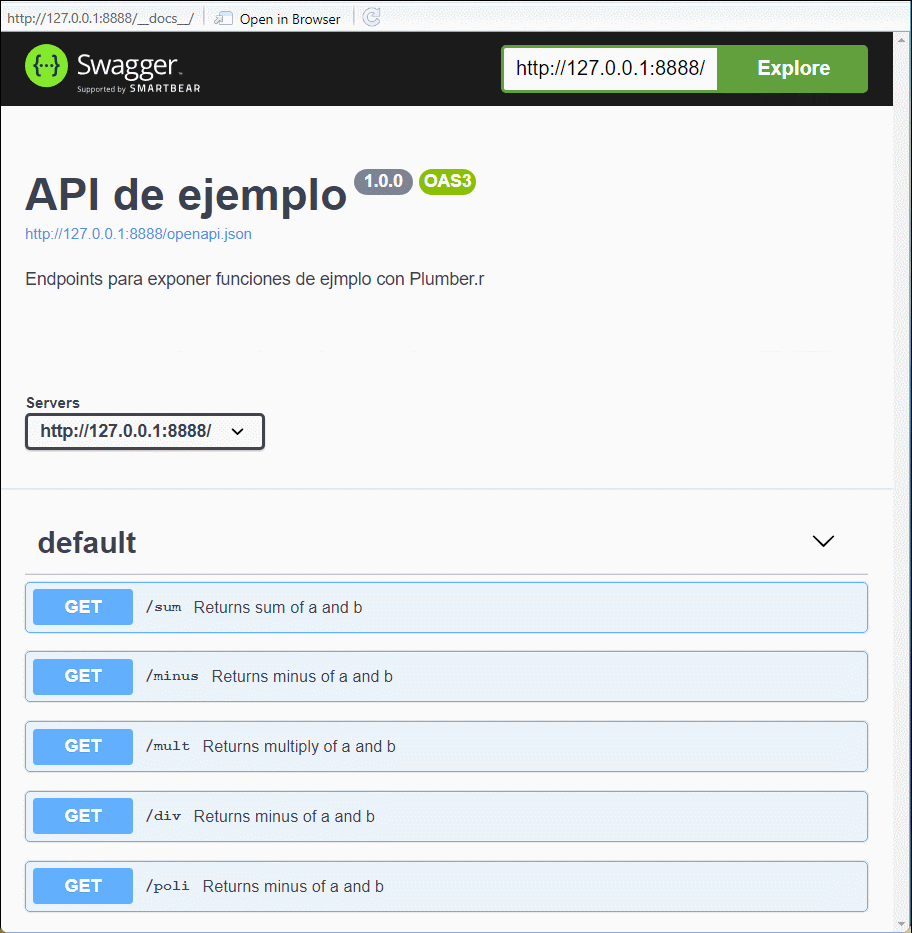 http://127.0.0.1:8888/__docs__/ Open in Browser
Swagger
Supported by SMARTBEAR
http://127.0.0.1:8888/ Explore
API de ejemplo 1.0.0 OAS3
http://127.0.0.1:8888/openapi.json
Endpoints para exponer funciones de ejmplo con Plumber.r
Servers
http://127.0.0.1:8888/
default
GET /sum Returns sum of a and b
GET /minus Returns minus of a and b
GET /mult Returns multiply of a and b
GET /div Returns minus of a and b
GET /poli Returns minus of a and b